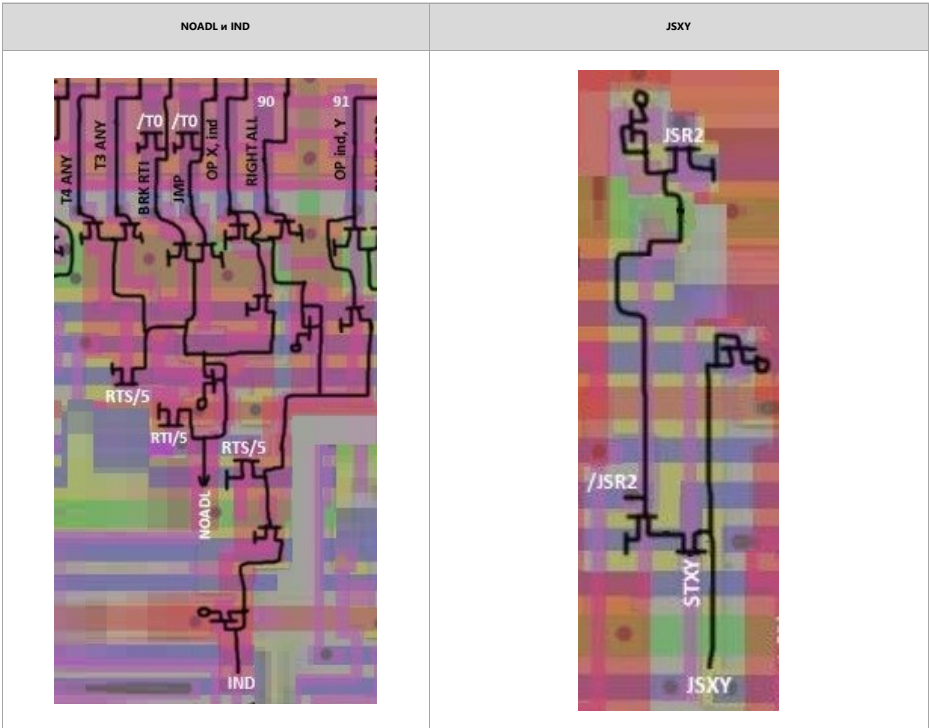 NOADL и IND
JSXY
90
91
/T0
/T0
T4 ANY
T3 ANY
BRK RTI
JMP
OP X, ind
RIGHT ALL
OP ind, Y
RTS/5
RTI/5
RTS/5
NOADL
IND
JSR2
/JSR2
STXY
JSXY